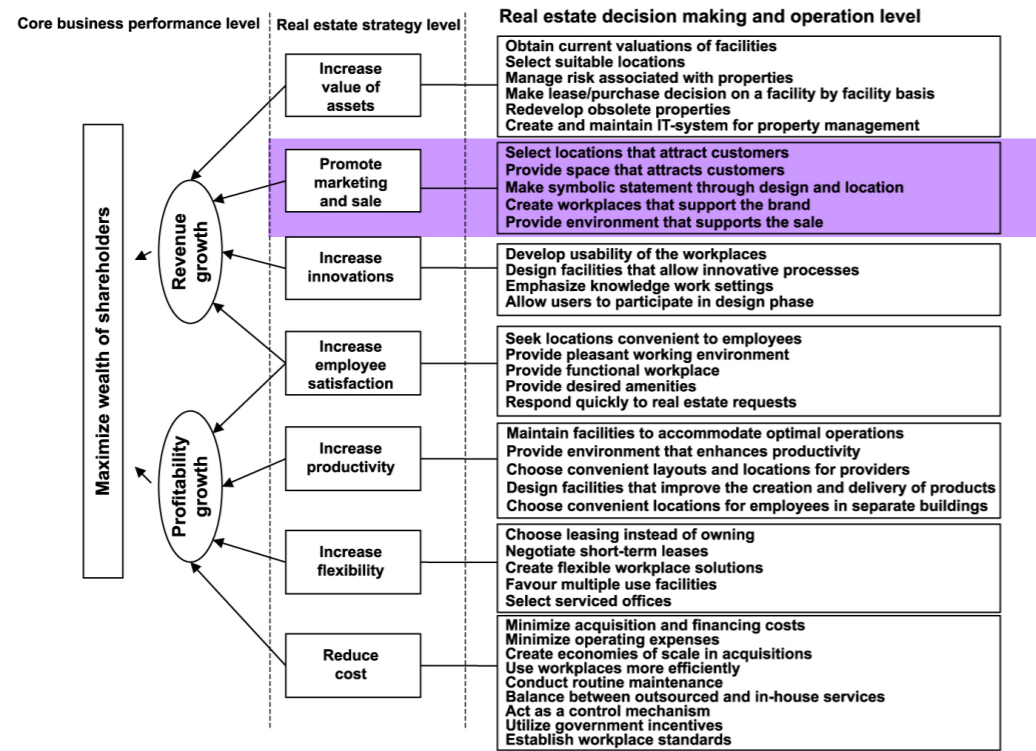 Core business performance level
Real estate strategy level
Real estate decision making and operation level
Maximize wealth of shareholders
Revenue
growth
Profitability
growth
Increase
value of
assets
Obtain current valuations of facilities
Select suitable locations
Manage risk associated with properties
Make lease/purchase decision on a facility by facility basis
Redevelop obsolete properties
Create and maintain IT-system for property management
Promote
marketing
and sale
Select locations that attract customers
Provide space that attracts customers
Make symbolic statement through design and location
Create workplaces that support the brand
Provide environment that supports the sale
Increase
innovations
Develop usability of the workplaces
Design facilities that allow innovative processes
Emphasize knowledge work settings
Allow users to participate in design phase
Increase
employee
satisfaction
Seek locations convenient to employees
Provide pleasant working environment
Provide functional workplace
Provide desired amenities
Respond quickly to real estate requests
Increase
productivity
Maintain facilities to accommodate optimal operations
Provide environment that enhances productivity
Choose convenient layouts and locations for providers
Design facilities that improve the creation and delivery of products
Choose convenient locations for employees in separate buildings
Increase
flexibility
Choose leasing instead of owning
Negotiate short-term leases
Create flexible workplace solutions
Favour multiple use facilities
Select serviced offices
Reduce
cost
Minimize acquisition and financing costs
Minimize operating expenses
Create economies of scale in acquisitions
Use workplaces more efficiently
Conduct routine maintenance
Balance between outsourced and in-house services
Act as a control mechanism
Utilize government incentives
Establish workplace standards